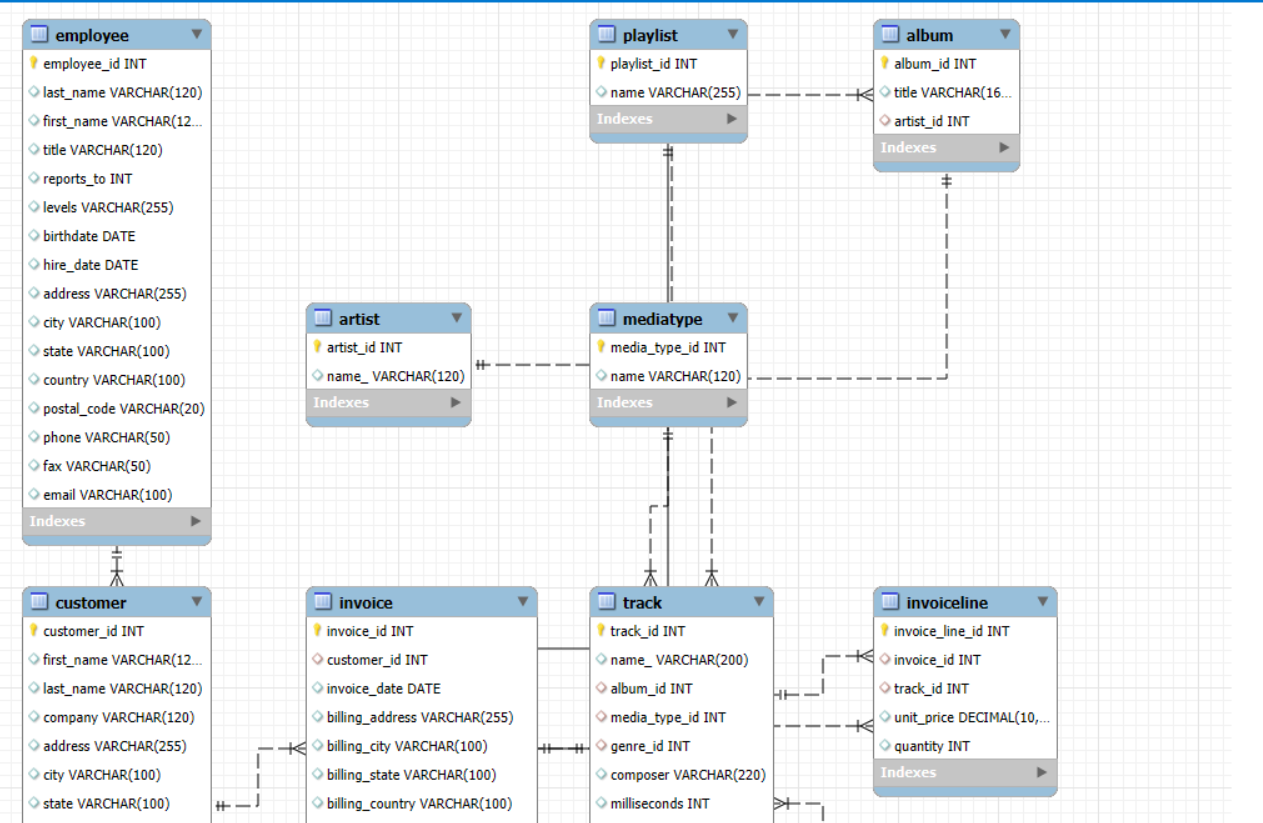 employee
employee_id INT
last_name VARCHAR(120)
first_name VARCHAR(12...
title VARCHAR(120)
reports_to INT
levels VARCHAR(255)
birthdate DATE
hire_date DATE
address VARCHAR(255)
city VARCHAR(100)
state VARCHAR(100)
country VARCHAR(100)
postal_code VARCHAR(20)
phone VARCHAR(50)
fax VARCHAR(50)
email VARCHAR(100)
Indexes
playlist
playlist_id INT
name VARCHAR(255)
Indexes
album
album_id INT
title VARCHAR(16...
artist_id INT
Indexes
artist
artist_id INT
name_ VARCHAR(120)
Indexes
mediatype
media_type_id INT
name VARCHAR(120)
Indexes
customer
customer_id INT
first_name VARCHAR(12...
last_name VARCHAR(120)
company VARCHAR(120)
address VARCHAR(255)
city VARCHAR(100)
state VARCHAR(100)
invoice
invoice_id INT
customer_id INT
invoice_date DATE
billing_address VARCHAR(255)
billing_city VARCHAR(100)
billing_state VARCHAR(100)
billing_country VARCHAR(100)
track
track_id INT
name_ VARCHAR(200)
album_id INT
media_type_id INT
genre_id INT
composer VARCHAR(220)
milliseconds INT
invoiceline
invoice_line_id INT
invoice_id INT
track_id INT
unit_price DECIMAL(10,...
quantity INT
Indexes